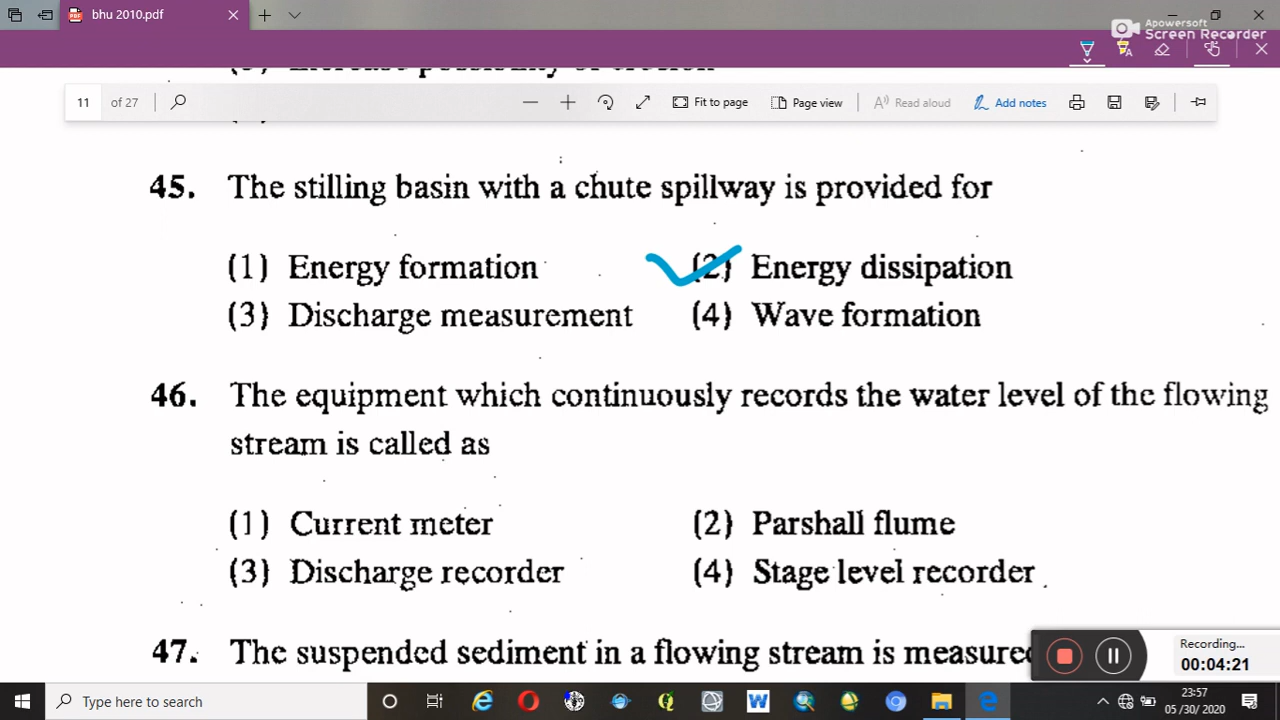 bhu 2010.pdf
Apowersoft
Screen Recorder
11 of 27
Fit to page
Page view
Read aloud
Add notes
45. The stilling basin with a chute spillway is provided for
(1) Energy formation (2) Energy dissipation
(3) Discharge measurement (4) Wave formation
46. The equipment which continuously records the water level of the flowing
stream is called as
(1) Current meter (2) Parshall flume
(3) Discharge recorder (4) Stage level recorder
47. The suspended sediment in a flowing stream is measured
Recording...
00:04:21
Type here to search
23:57
05/30/2020